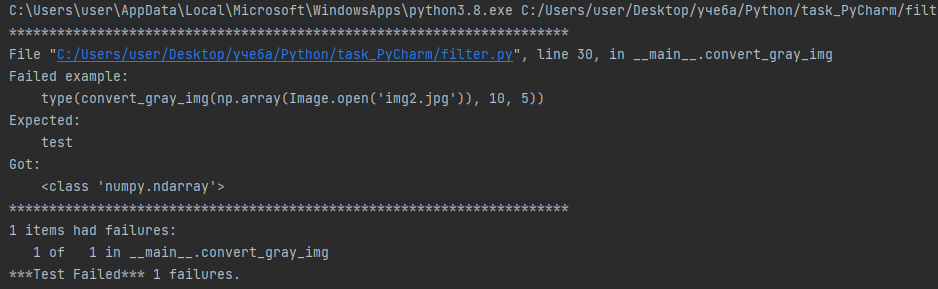 C:\Users\user\AppData\Local\Microsoft\WindowsApps\python3.8.exe C:/Users/user/Desktop/учеба/Python/task_PyCharm/filt
**********************************************************************
File "C:/Users/user/Desktop/учеба/Python/task_PyCharm/filter.py", line 30, in __main__.convert_gray_img
Failed example:
    type(convert_gray_img(np.array(Image.open('img2.jpg')), 10, 5))
Expected:
    test
Got:
    <class 'numpy.ndarray'>
**********************************************************************
1 items had failures:
   1 of   1 in __main__.convert_gray_img
***Test Failed*** 1 failures.